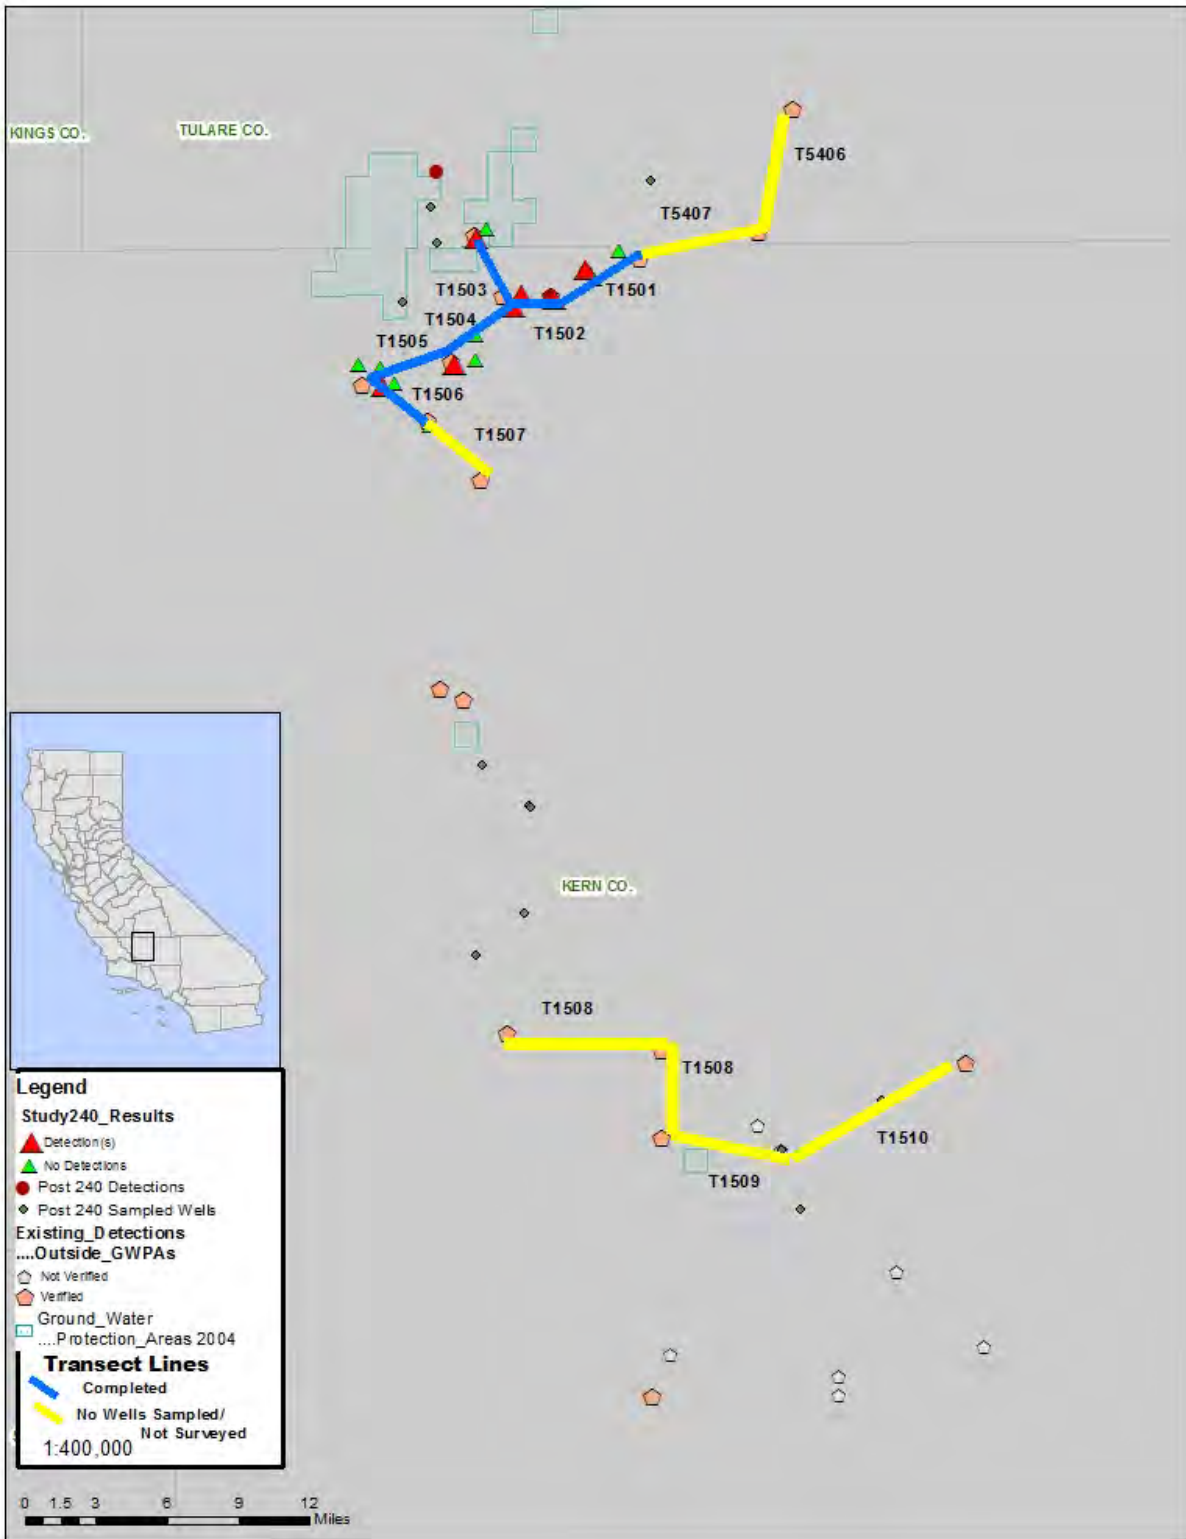 KINGS CO.
TULARE CO.
T5406
T5407
T1503
T1501
T1504
T1502
T1505
T1506
T1507
KERN CO.
T1508
T1508
T1510
T1509
Legend
Study240_Results
Detection(s)
No Detections
Post 240 Detections
Post 240 Sampled Wells
Existing_Detections
....Outside_GWPAs
Not Verified
Verified
Ground_Water
....Protection_Areas 2004
Transect Lines
Completed
No Wells Sampled/
Not Surveyed
1:400,000
0 1.5 3 6 9 12
Miles